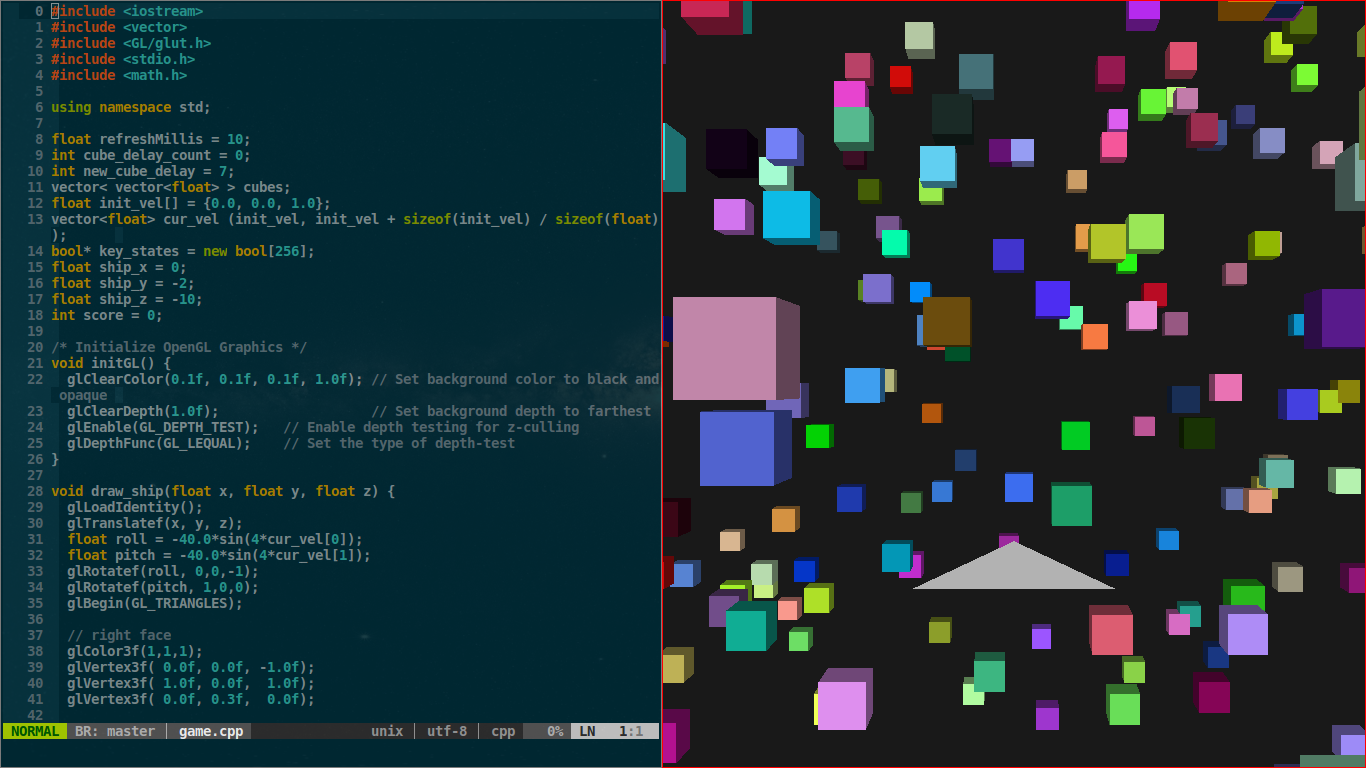 0 #include <iostream>
1 #include <vector>
2 #include <GL/glut.h>
3 #include <stdio.h>
4 #include <math.h>
5
6 using namespace std;
7
8 float refreshMillis = 10;
9 int cube_delay_count = 0;
10 int new_cube_delay = 7;
11 vector< vector<float> > cubes;
12 float init_vel[] = {0.0, 0.0, 1.0};
13 vector<float> cur_vel (init_vel, init_vel + sizeof(init_vel) / sizeof(float)
);
14 bool* key_states = new bool[256];
15 float ship_x = 0;
16 float ship_y = -2;
17 float ship_z = -10;
18 int score = 0;
19
20 /* Initialize OpenGL Graphics */
21 void initGL() {
22   glClearColor(0.1f, 0.1f, 0.1f, 1.0f); // Set background color to black and
opaque
23   glClearDepth(1.0f);                   // Set background depth to farthest
24   glEnable(GL_DEPTH_TEST);   // Enable depth testing for z-culling
25   glDepthFunc(GL_LEQUAL);    // Set the type of depth-test
26 }
27
28 void draw_ship(float x, float y, float z) {
29   glLoadIdentity();
30   glTranslatef(x, y, z);
31   float roll = -40.0*sin(4*cur_vel[0]);
32   float pitch = -40.0*sin(4*cur_vel[1]);
33   glRotatef(roll, 0,0,-1);
34   glRotatef(pitch, 1,0,0);
35   glBegin(GL_TRIANGLES);
36
37   // right face
38   glColor3f(1,1,1);
39   glVertex3f( 0.0f, 0.0f, -1.0f);
40   glVertex3f( 1.0f, 0.0f,  1.0f);
41   glVertex3f( 0.0f, 0.3f,  0.0f);
42
NORMAL BR: master | game.cpp unix | utf-8 | cpp 0% LN 1:1